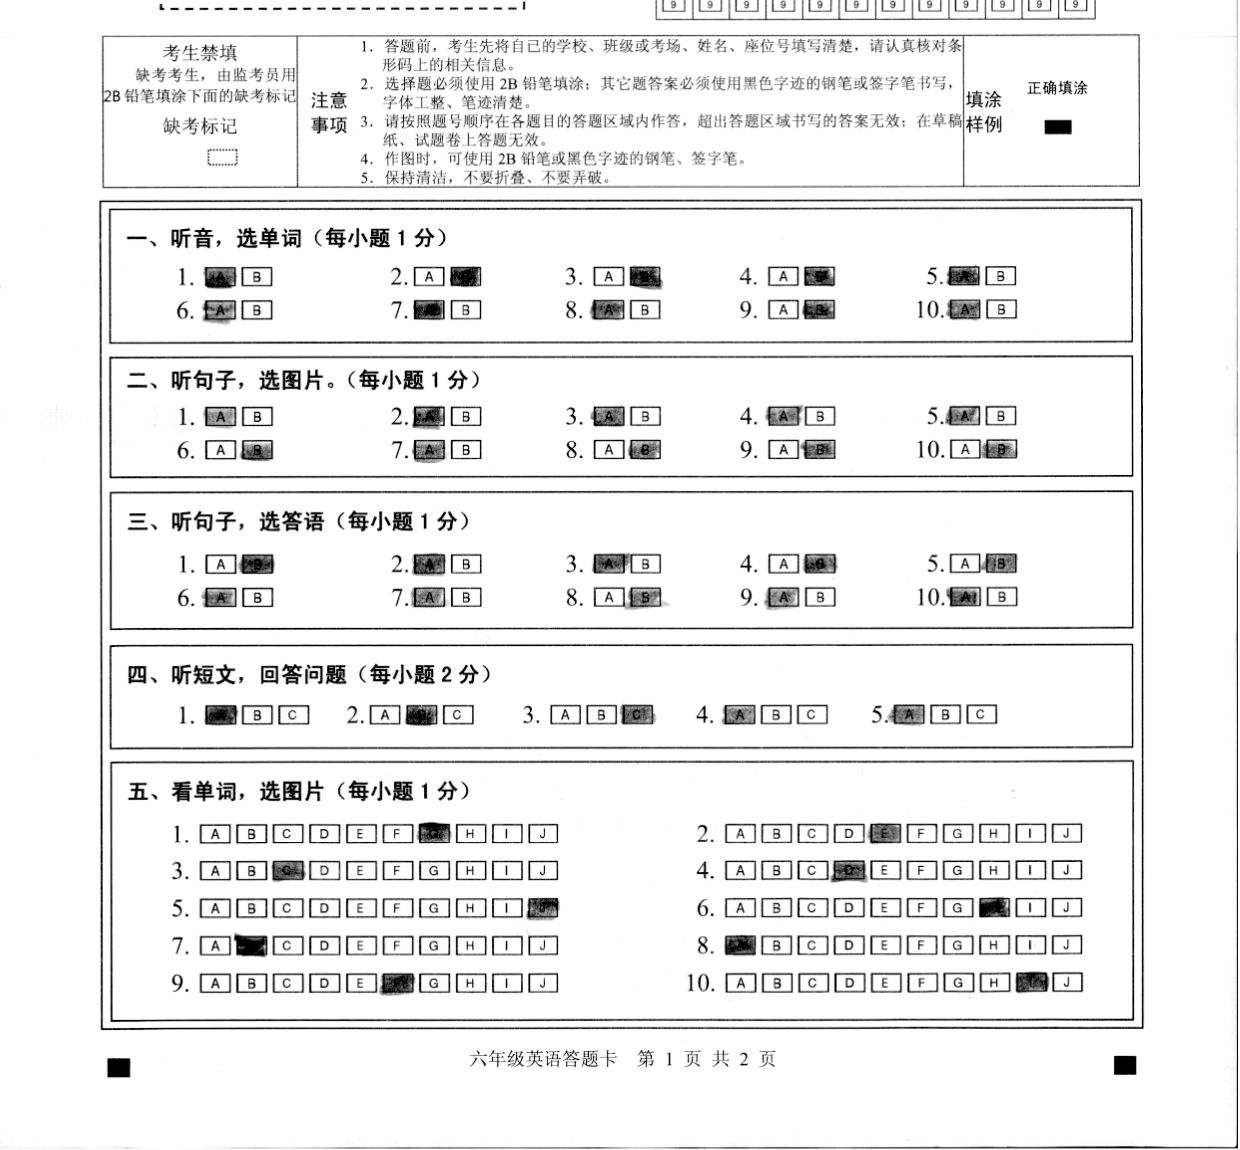 9 9 9 9 9 9 9 9 9 9 9 9
考生禁填
缺考考生，由监考员用
2B 铅笔填涂下面的缺考标记
缺考标记
注意
事项
1．答题前，考生先将自己的学校、班级或考场、姓名、座位号填写清楚，请认真核对条
形码上的相关信息。
2．选择题必须使用 2B 铅笔填涂；其它题答案必须使用黑色字迹的钢笔或签字笔书写，
字体工整、笔迹清楚。
3．请按照题号顺序在各题目的答题区域内作答，超出答题区域书写的答案无效；在草稿
纸、试题卷上答题无效。
4．作图时，可使用 2B 铅笔或黑色字迹的钢笔、签字笔。
5．保持清洁，不要折叠、不要弄破。
填涂
样例
正确填涂
一、听音，选单词（每小题 1 分）
1. A B 2. A B 3. A B 4. A B 5. A B
6. A B 7. A B 8. A B 9. A B 10. A B
二、听句子，选图片。（每小题 1 分）
1. A B 2. A B 3. A B 4. A B 5. A B
6. A B 7. A B 8. A B 9. A B 10. A B
三、听句子，选答语（每小题 1 分）
1. A B 2. A B 3. A B 4. A B 5. A B
6. A B 7. A B 8. A B 9. A B 10. A B
四、听短文，回答问题（每小题 2 分）
1. A B C 2. A B C 3. A B C 4. A B C 5. A B C
五、看单词，选图片（每小题 1 分）
1. A B C D E F G H I J 2. A B C D E F G H I J
3. A B C D E F G H I J 4. A B C D E F G H I J
5. A B C D E F G H I J 6. A B C D E F G I J
7. A C D E F G H I J 8. B C D E F G H I J
9. A B C D E G H I J 10. A B C D E F G H I J
六年级英语答题卡 第 1 页 共 2 页